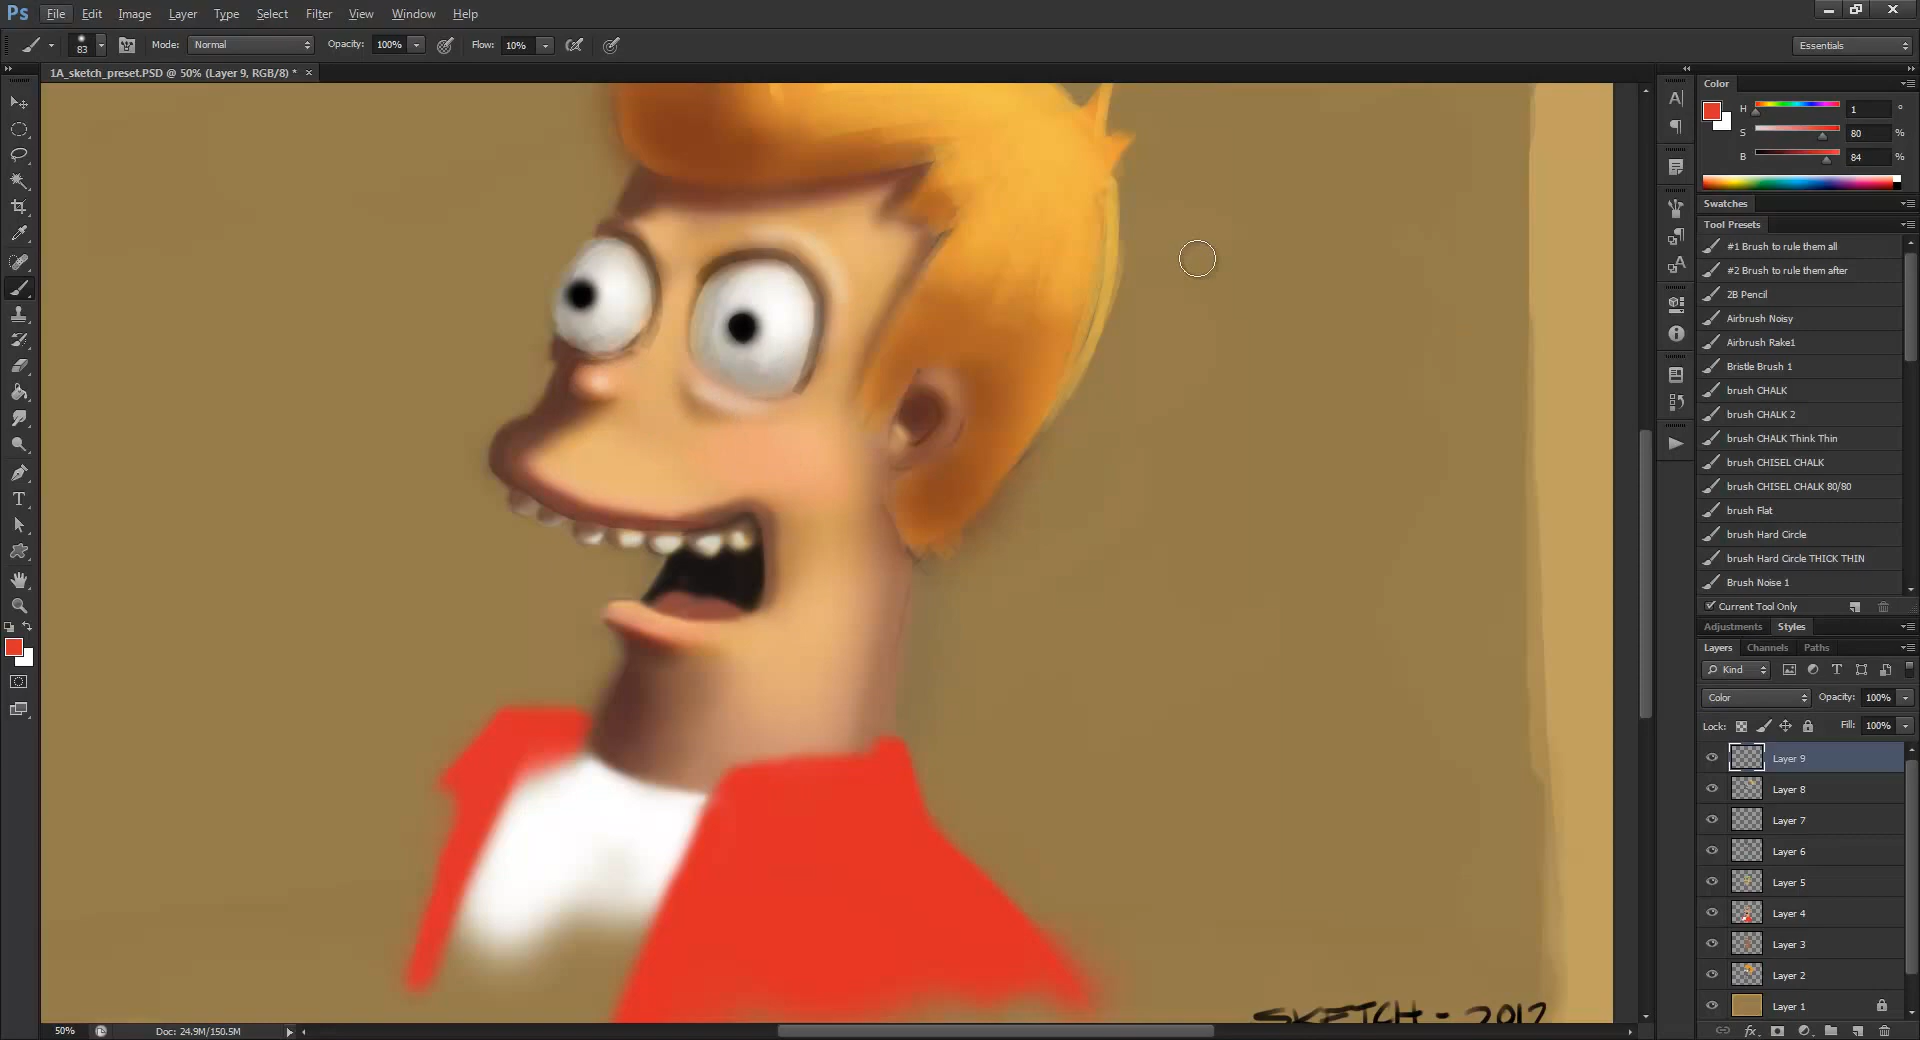 Ps File Edit Image Layer Type Select Filter View Window Help
83 Mode: Normal Opacity: 100% Flow: 10% Essentials
1A_sketch_preset.PSD @ 50% (Layer 9, RGB/8) * ×
Color
H 1 °
S 80 %
B 84 %
Swatches
Tool Presets
#1 Brush to rule them all
#2 Brush to rule them after
2B Pencil
Airbrush Noisy
Airbrush Rake1
Bristle Brush 1
brush CHALK
brush CHALK 2
brush CHALK Think Thin
brush CHISEL CHALK
brush CHISEL CHALK 80/80
brush Flat
brush Hard Circle
brush Hard Circle THICK THIN
Brush Noise 1
Current Tool Only
Adjustments Styles
Layers Channels Paths
Kind
Color Opacity: 100%
Lock: Fill: 100%
Layer 9
Layer 8
Layer 7
Layer 6
Layer 5
Layer 4
Layer 3
Layer 2
Layer 1
SKETCH - 2012
50% Doc: 24.9M/150.5M